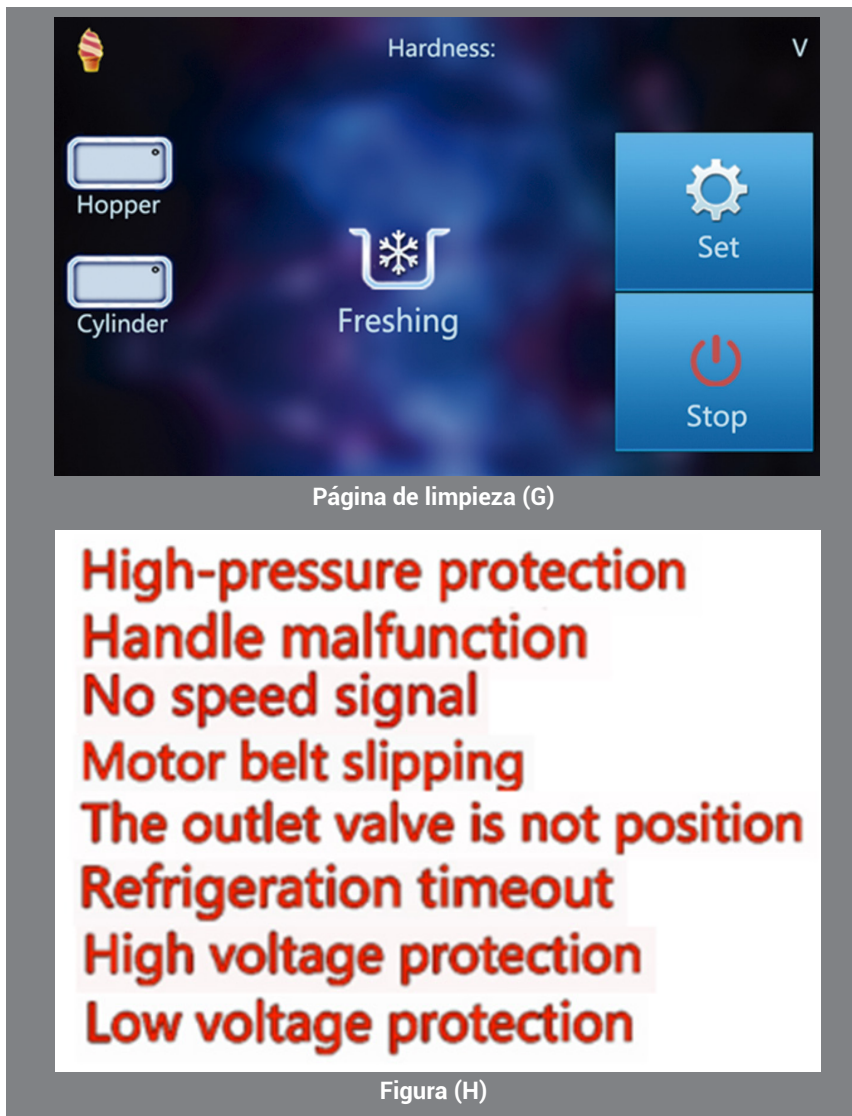 Hardness:
V
Hopper
Set
Cylinder
Freshing
Stop
Página de limpieza (G)
High-pressure protection
Handle malfunction
No speed signal
Motor belt slipping
The outlet valve is not position
Refrigeration timeout
High voltage protection
Low voltage protection
Figura (H)